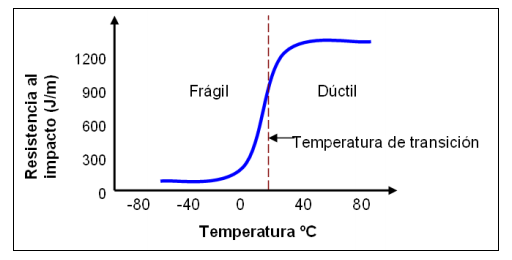 Resistencia al
impacto (J/m)
1200
900
600
300
0
Frágil
Dúctil
Temperatura de transición
-80 -40 0 40 80
Temperatura ºC